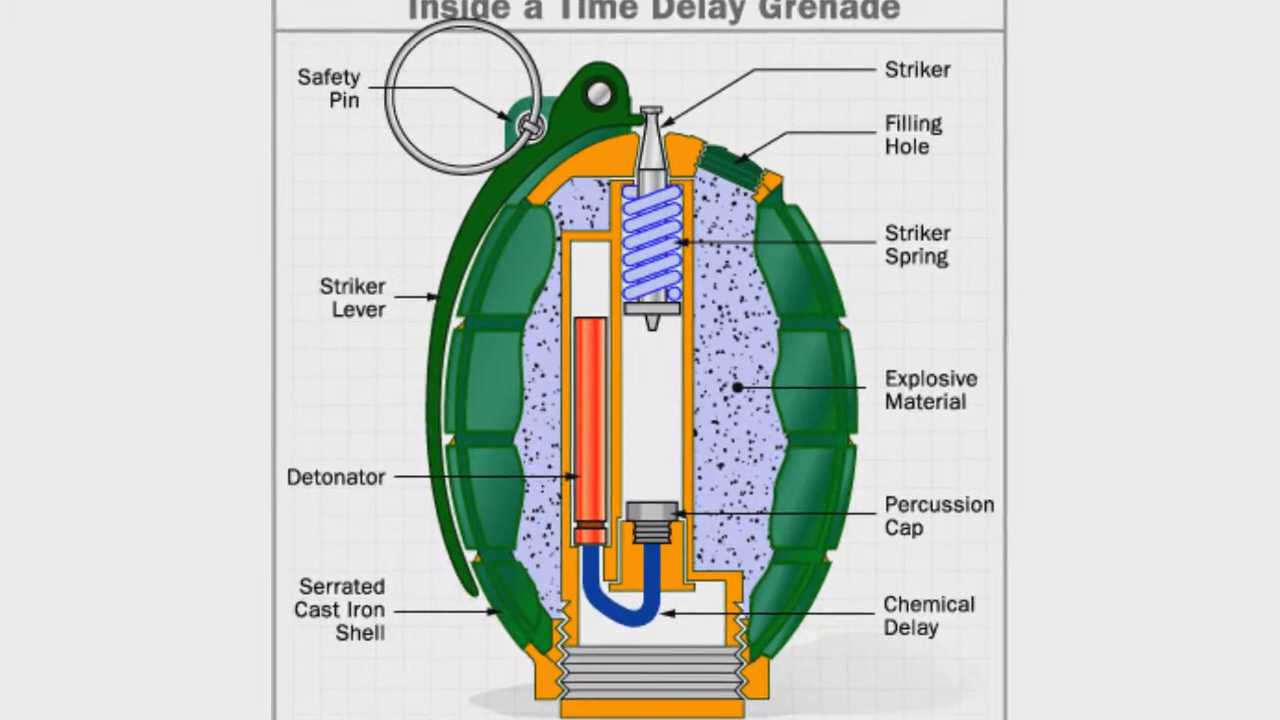 Inside a Time Delay Grenade
Safety
Pin
Striker
Filling
Hole
Striker
Spring
Striker
Lever
Explosive
Material
Detonator
Percussion
Cap
Serrated
Cast Iron
Shell
Chemical
Delay